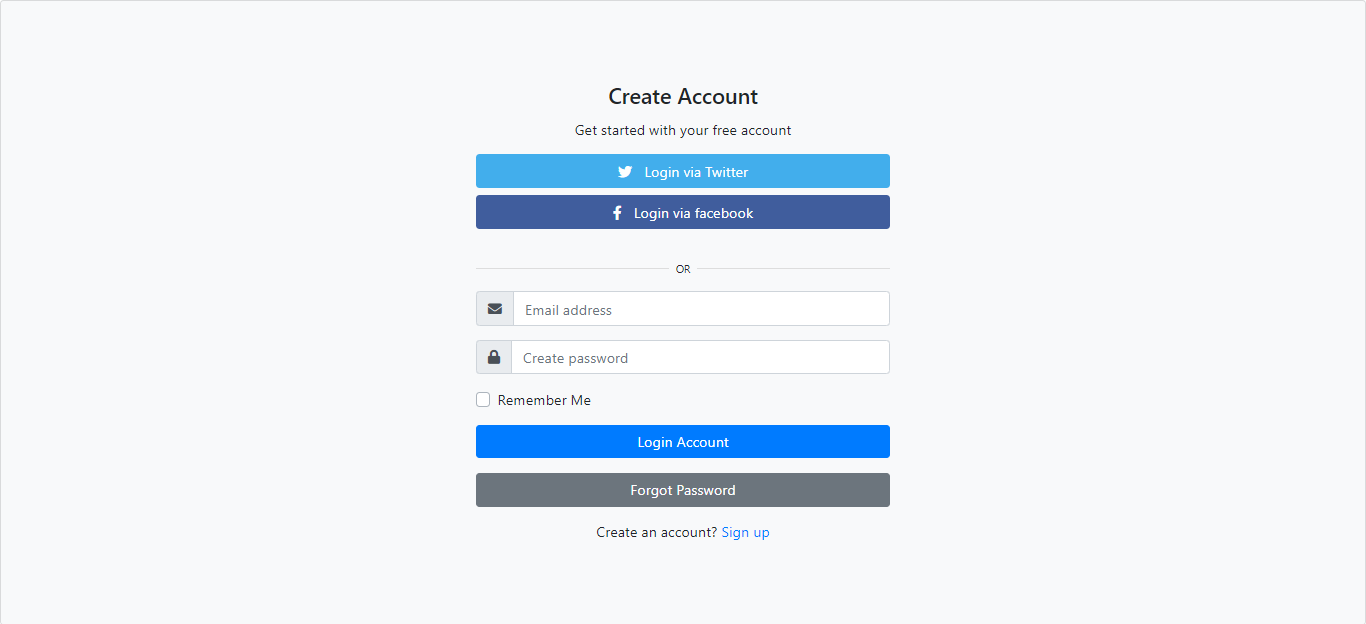 Create Account
Get started with your free account
Login via Twitter
Login via facebook
OR
Email address
Create password
Remember Me
Login Account
Forgot Password
Create an account? Sign up